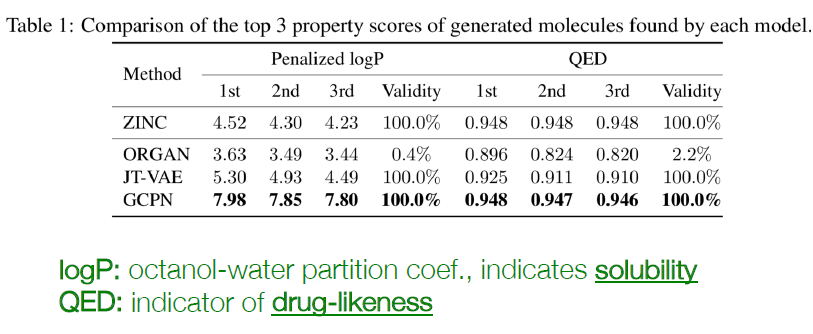 Table 1: Comparison of the top 3 property scores of generated molecules found by each model.
Method Penalized logP QED
1st 2nd 3rd Validity 1st 2nd 3rd Validity
ZINC 4.52 4.30 4.23 100.0% 0.948 0.948 0.948 100.0%
ORGAN 3.63 3.49 3.44 0.4% 0.896 0.824 0.820 2.2%
JT-VAE 5.30 4.93 4.49 100.0% 0.925 0.911 0.910 100.0%
GCPN 7.98 7.85 7.80 100.0% 0.948 0.947 0.946 100.0%
logP: octanol-water partition coef., indicates solubility
QED: indicator of drug-likeness